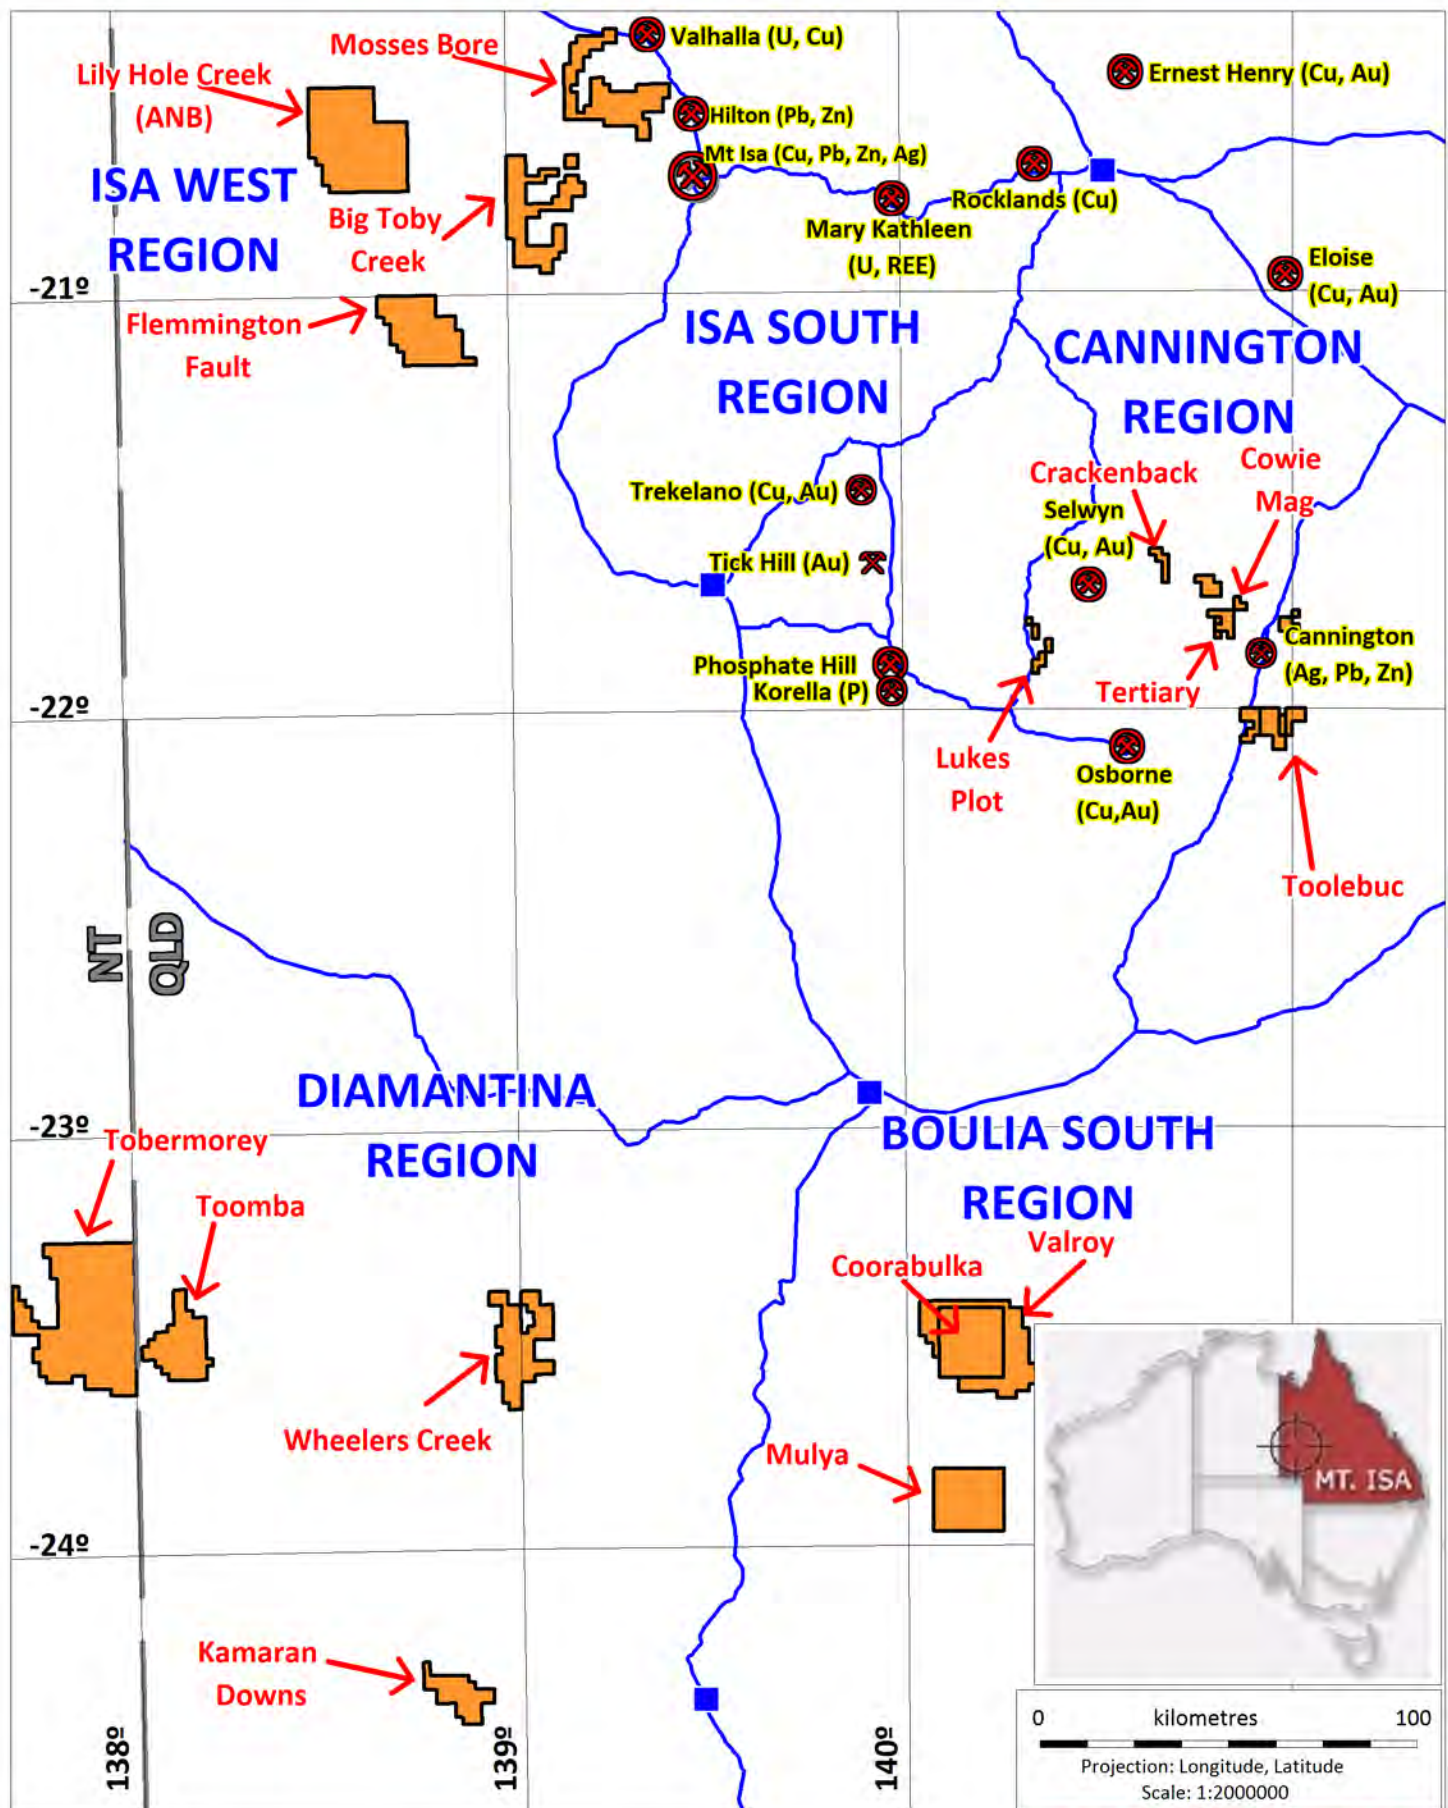 Mosses Bore
Valhalla (U, Cu)
Lily Hole Creek
(ANB)
Ernest Henry (Cu, Au)
Hilton (Pb, Zn)
Mt Isa (Cu, Pb, Zn, Ag)
ISA WEST
REGION
Big Toby
Creek
Rocklands (Cu)
Mary Kathleen
(U, REE)
Eloise
(Cu, Au)
-21º
Flemmington
Fault
ISA SOUTH
REGION
CANNINGTON
REGION
Crackenback
Cowie
Mag
Trekelano (Cu, Au)
Selwyn
(Cu, Au)
Tick Hill (Au)
Cannington
(Ag, Pb, Zn)
Phosphate Hill
Korella (P)
Tertiary
-22º
Lukes
Plot
Osborne
(Cu,Au)
Toolebuc
NT
QLD
DIAMANTINA
REGION
-23º
Tobermorey
BOULIA SOUTH
REGION
Toomba
Valroy
Coorabulka
Wheelers Creek
Mulya
MT. ISA
-24º
Kamaran
Downs
138º
139º
140º
0 kilometres 100
Projection: Longitude, Latitude
Scale: 1:2000000